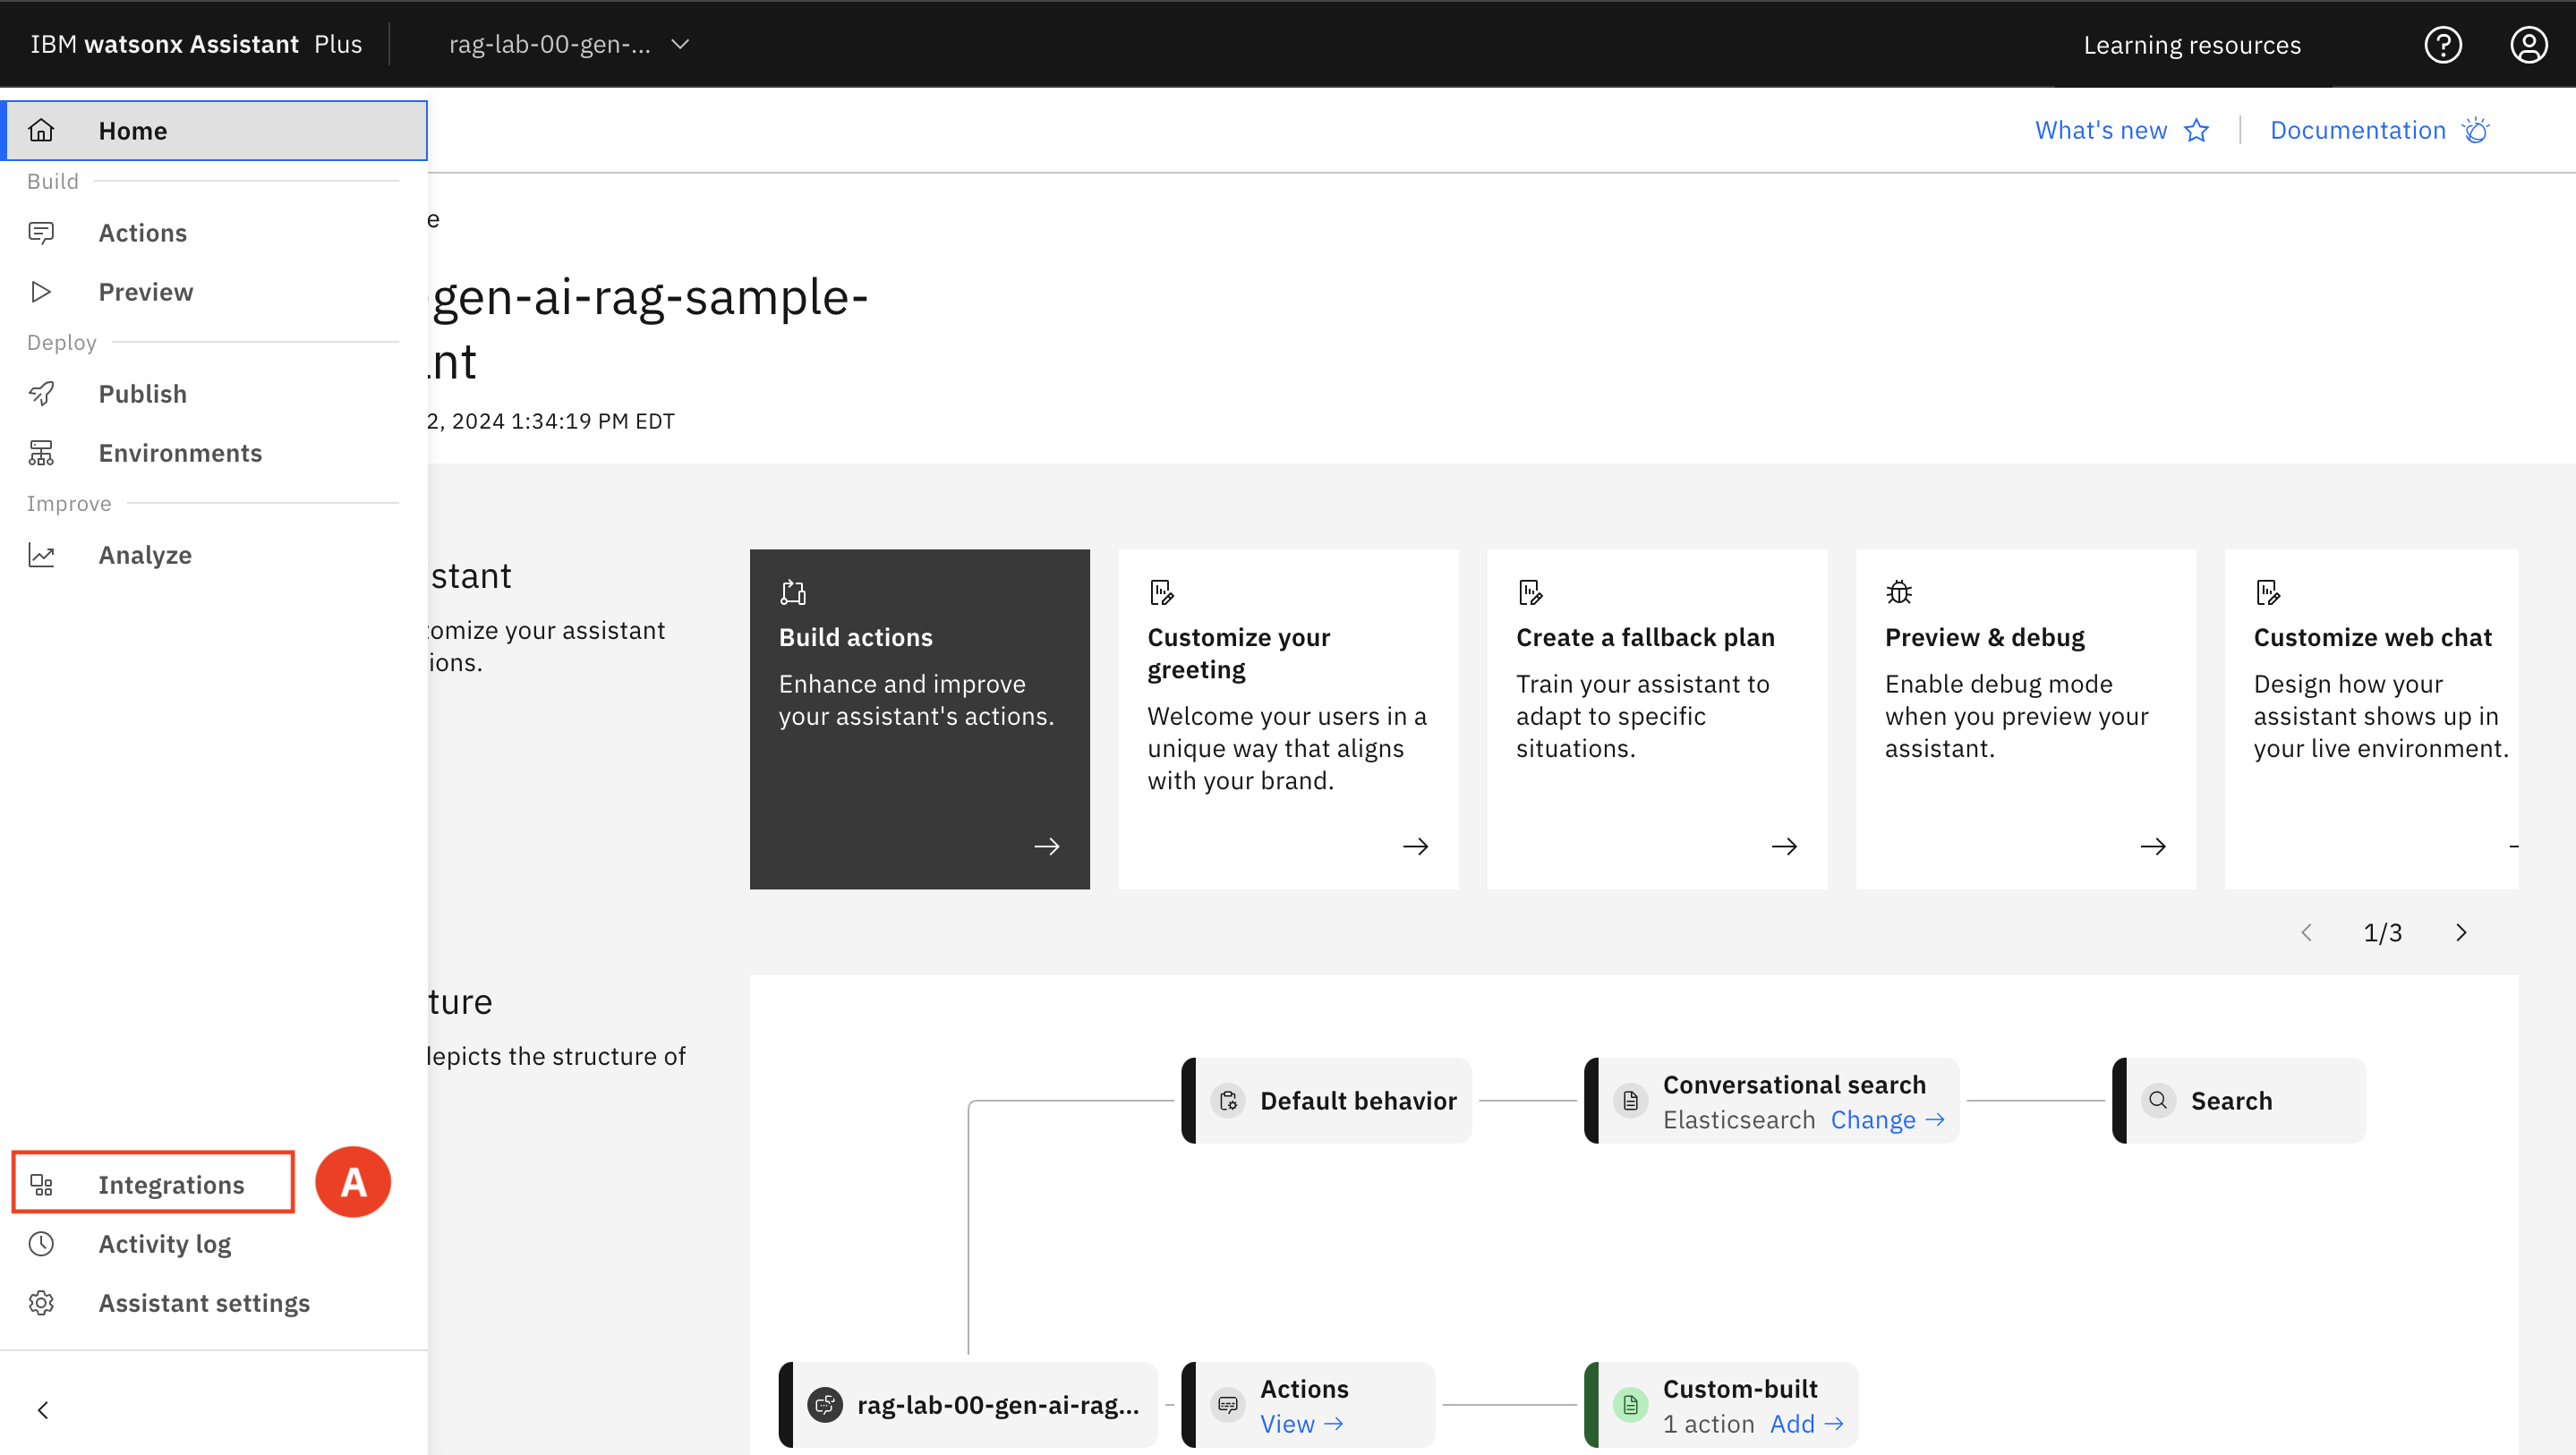 IBM watsonx Assistant Plus
rag-lab-00-gen-...
Learning resources
Home
What's new
Documentation
Build
Actions
Preview
Deploy
Publish
Environments
Improve
Analyze
Integrations
A
Activity log
Assistant settings
e
-gen-ai-rag-sample-
nt
2, 2024 1:34:19 PM EDT
istant
tomize your assistant
ions.
Build actions
Enhance and improve
your assistant's actions.
Customize your
greeting
Welcome your users in a
unique way that aligns
with your brand.
Create a fallback plan
Train your assistant to
adapt to specific
situations.
Preview & debug
Enable debug mode
when you preview your
assistant.
Customize web chat
Design how your
assistant shows up in
your live environment.
1/3
ture
depicts the structure of
Default behavior
Conversational search
Elasticsearch Change
Search
rag-lab-00-gen-ai-rag...
Actions
View
Custom-built
1 action Add